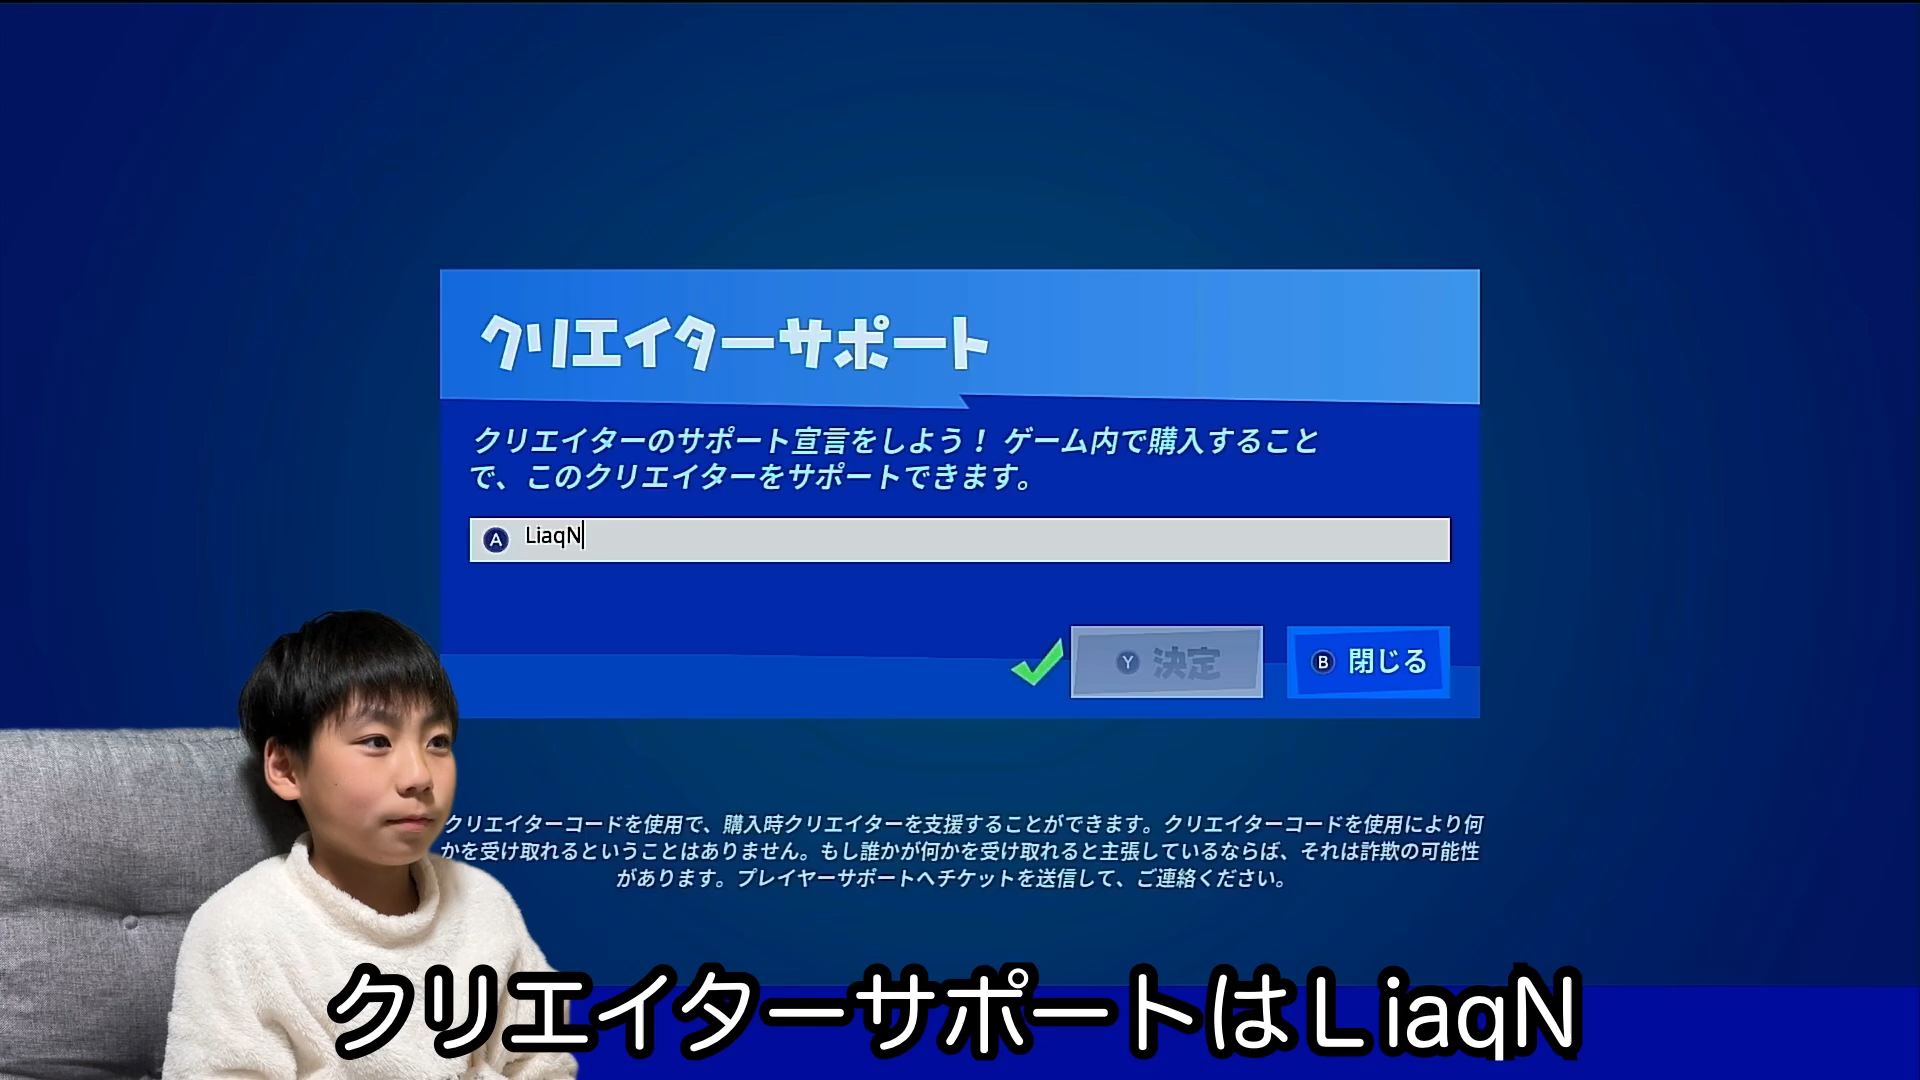 クリエイターサポート
クリエイターのサポート宣言をしよう！ ゲーム内で購入すること
で、このクリエイターをサポートできます。
A LiaqN
Y 決定
B 閉じる
クリエイターコードを使用で、購入時クリエイターを支援することができます。クリエイターコードを使用により何
かを受け取れるということはありません。もし誰かが何かを受け取れると主張しているならば、それは詐欺の可能性
があります。プレイヤーサポートへチケットを送信して、ご連絡ください。
クリエイターサポートはLiaqN